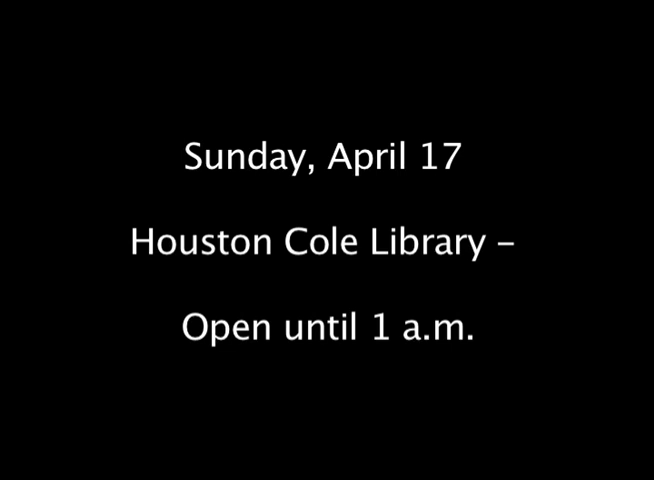 Sunday, April 17
Houston Cole Library –
Open until 1 a.m.